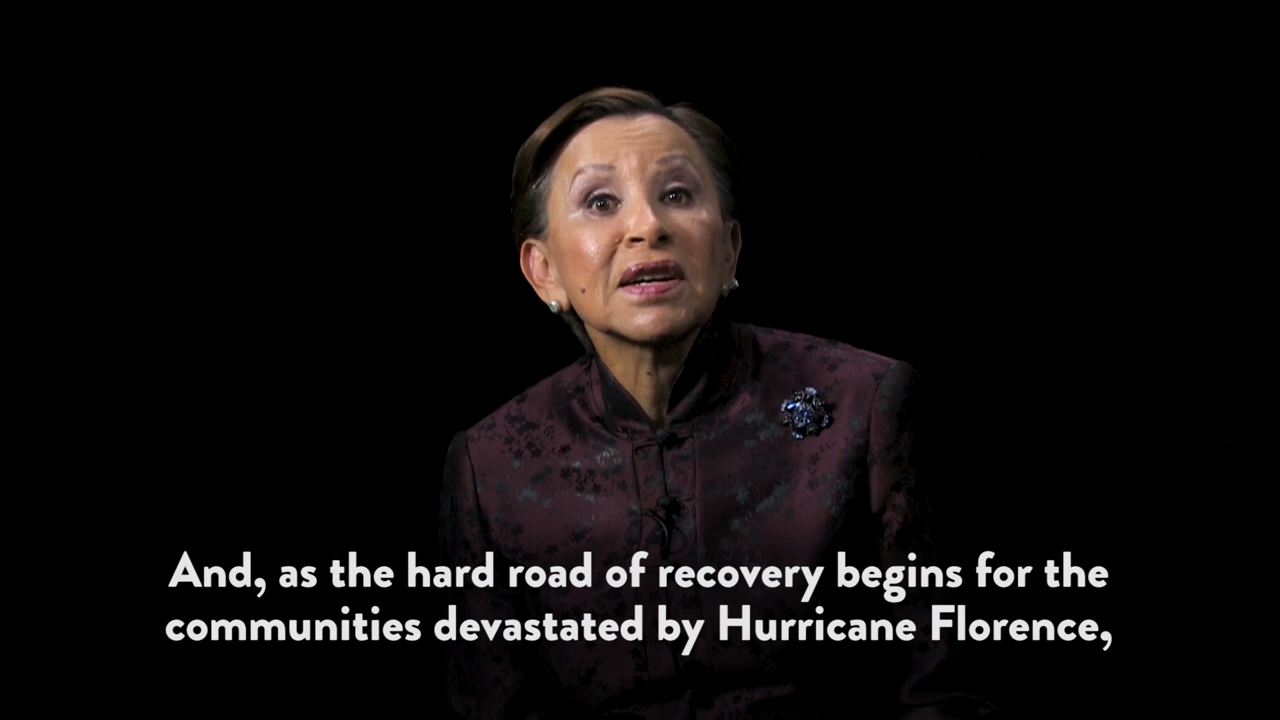 And, as the hard road of recovery begins for the
communities devastated by Hurricane Florence,